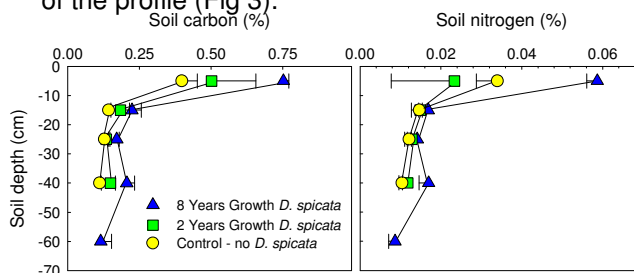 of the profile (Fig 3).
Soil carbon (%)
Soil nitrogen (%)
0.00 0.25 0.50 0.75
0.00 0.02 0.04 0.06
0
-10
-20
-30
-40
-50
-60
-70
Soil depth (cm)
8 Years Growth D. spicata
2 Years Growth D. spicata
Control - no D. spicata